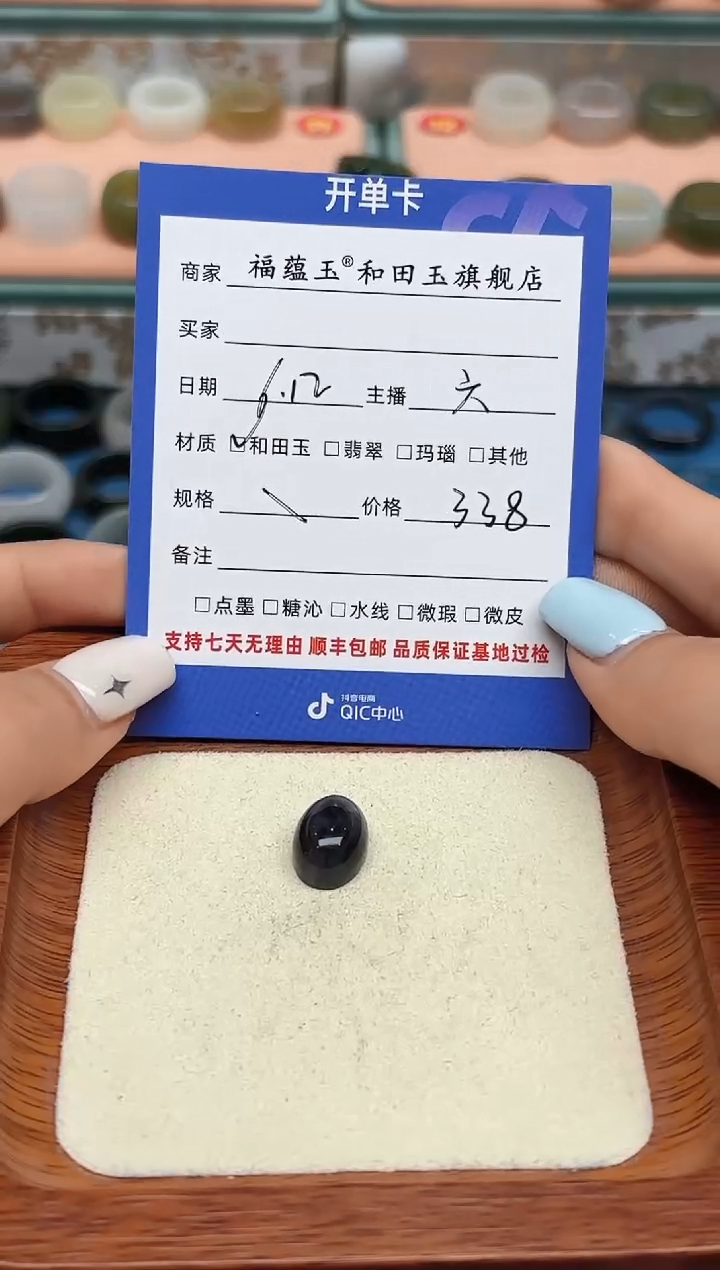 开单卡
商家 福蕴玉®和田玉旗舰店
买家
日期 6.12 主播 六
材质 ☑和田玉 □翡翠 □玛瑙 □其他
规格 \ 价格 338
备注
□点墨 □糖沁 □水线 □微瑕 □微皮
支持七天无理由 顺丰包邮 品质保证基地过检
抖音电商
QIC中心